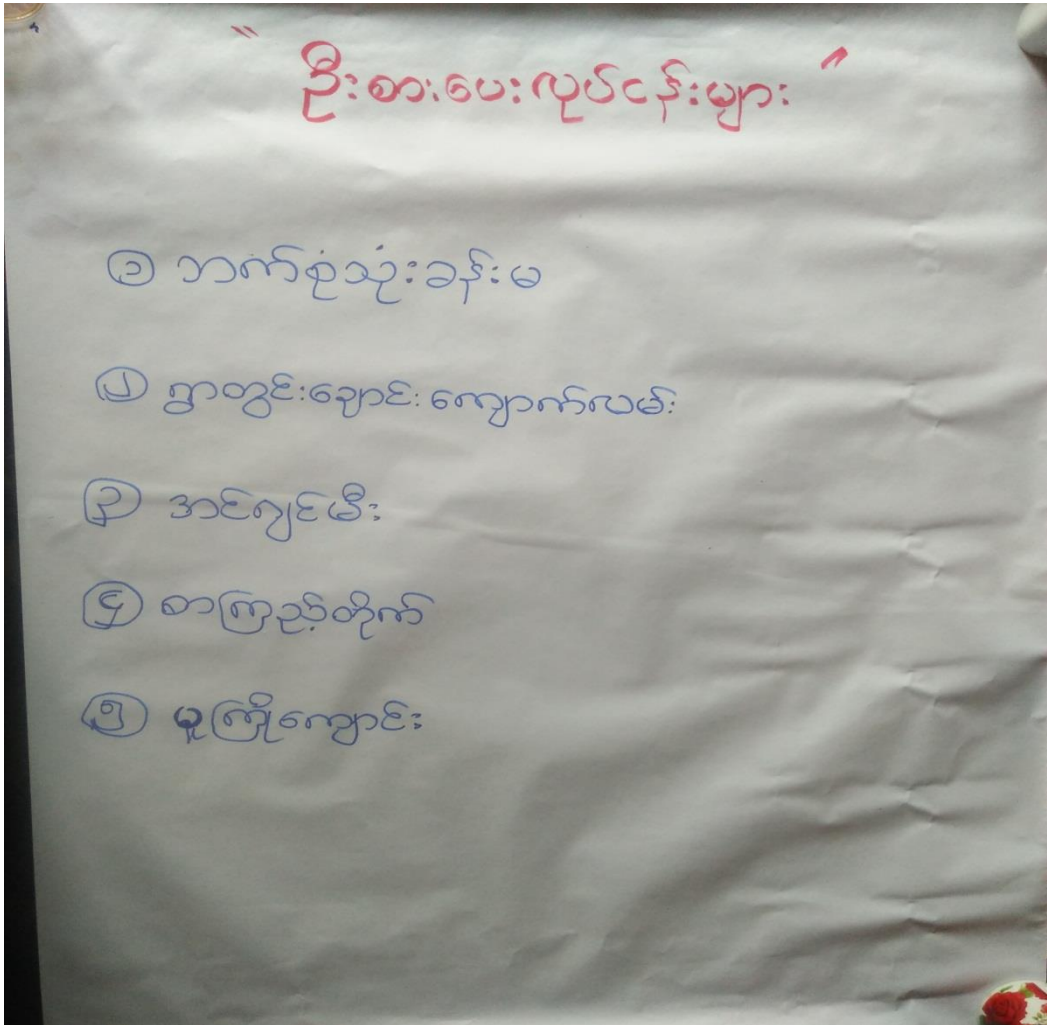 " ဦးစားပေးလုပ်ငန်းများ "
၁ ဘက်စုံသုံးခန်းမ
၂ ရွာတွင်းချောင်းကျောက်လမ်း
၃ အင်ဂျင်မီး
၄ စာကြည့်တိုက်
၅ မူကြိုကျောင်း